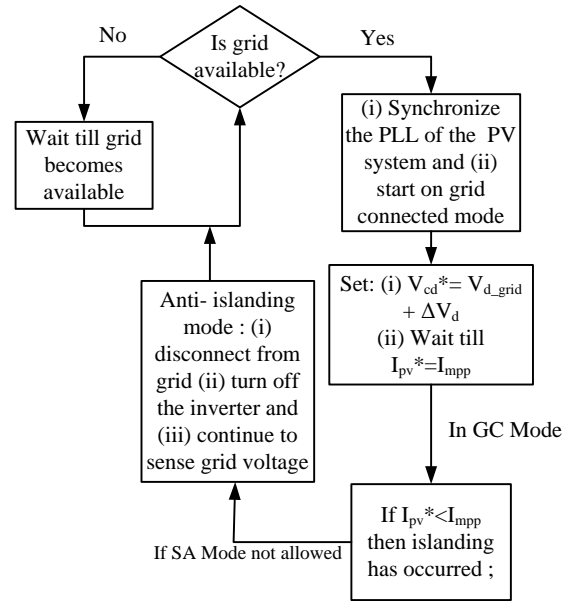 No
Is grid
available?
Yes
Wait till grid
becomes
available
(i) Synchronize
the PLL of the PV
system and (ii)
start on grid
connected mode
Set: (i) V_cd*= V_d_grid
+ ΔV_d
(ii) Wait till
I_pv*=I_mpp
Anti- islanding
mode : (i)
disconnect from
grid (ii) turn off
the inverter and
(iii) continue to
sense grid voltage
In GC Mode
If I_pv*<I_mpp
then islanding
has occurred ;
If SA Mode not allowed